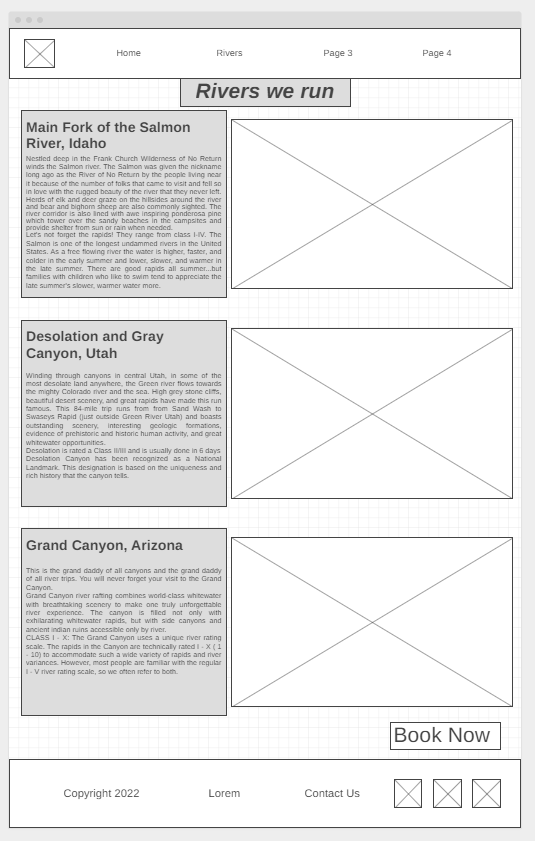 Home Rivers Page 3 Page 4
Rivers we run
Main Fork of the Salmon
River, Idaho
Nestled deep in the Frank Church Wilderness of No Return
winds the Salmon river. The Salmon was given the nickname
long ago as the River of No Return by the people living near
it because of the number of folks that came to visit and fell so
in love with the rugged beauty of the river that they never left.
Herds of elk and deer graze on the hillsides around the river
and bear and bighorn sheep are also commonly sighted. The
river corridor is also lined with awe inspiring ponderosa pine
which tower over the sandy beaches in the campsites and
provide shelter from sun or rain when needed.
Let's not forget the rapids! They range from class I-IV. The
Salmon is one of the longest undammed rivers in the United
States. As a free flowing river the water is higher, faster, and
colder in the early summer and lower, slower, and warmer in
the late summer. There are good rapids all summer...but
families with children who like to swim tend to appreciate the
late summer's slower, warmer water more.
Desolation and Gray
Canyon, Utah
Winding through canyons in central Utah, in some of the
most desolate land anywhere, the Green river flows towards
the mighty Colorado river and the sea. High grey stone cliffs,
beautiful desert scenery, and great rapids have made this run
famous. This 84-mile trip runs from from Sand Wash to
Swaseys Rapid (just outside Green River Utah) and boasts
outstanding scenery, interesting geologic formations,
evidence of prehistoric and historic human activity, and great
whitewater opportunities.
Desolation is rated a Class II/III and is usually done in 6 days
Desolation Canyon has been recognized as a National
Landmark. This designation is based on the uniqueness and
rich history that the canyon tells.
Grand Canyon, Arizona
This is the grand daddy of all canyons and the grand daddy
of all river trips. You will never forget your visit to the Grand
Canyon.
Grand Canyon river rafting combines world-class whitewater
with breathtaking scenery to make one truly unforgettable
river experience. The canyon is filled not only with
exhilarating whitewater rapids, but with side canyons and
ancient indian ruins accessible only by river.
CLASS I - X: The Grand Canyon uses a unique river rating
scale. The rapids in the Canyon are technically rated I - X ( 1
- 10) to accommodate such a wide variety of rapids and river
variances. However, most people are familiar with the regular
I - V river rating scale, so we often refer to both.
Book Now
Copyright 2022 Lorem Contact Us